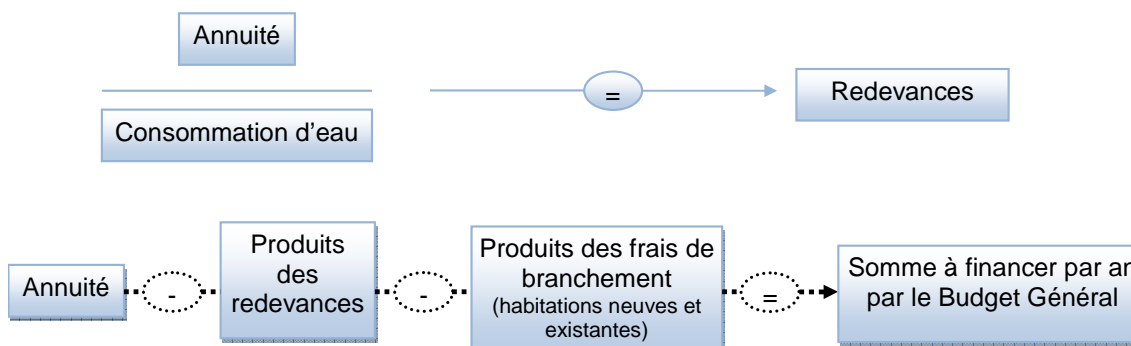 Annuité
=
Redevances
Consommation d'eau
Annuité
-
Produits
des
redevances
-
Produits des frais de
branchement
(habitations neuves et
existantes)
=
Somme à financer par an
par le Budget Général